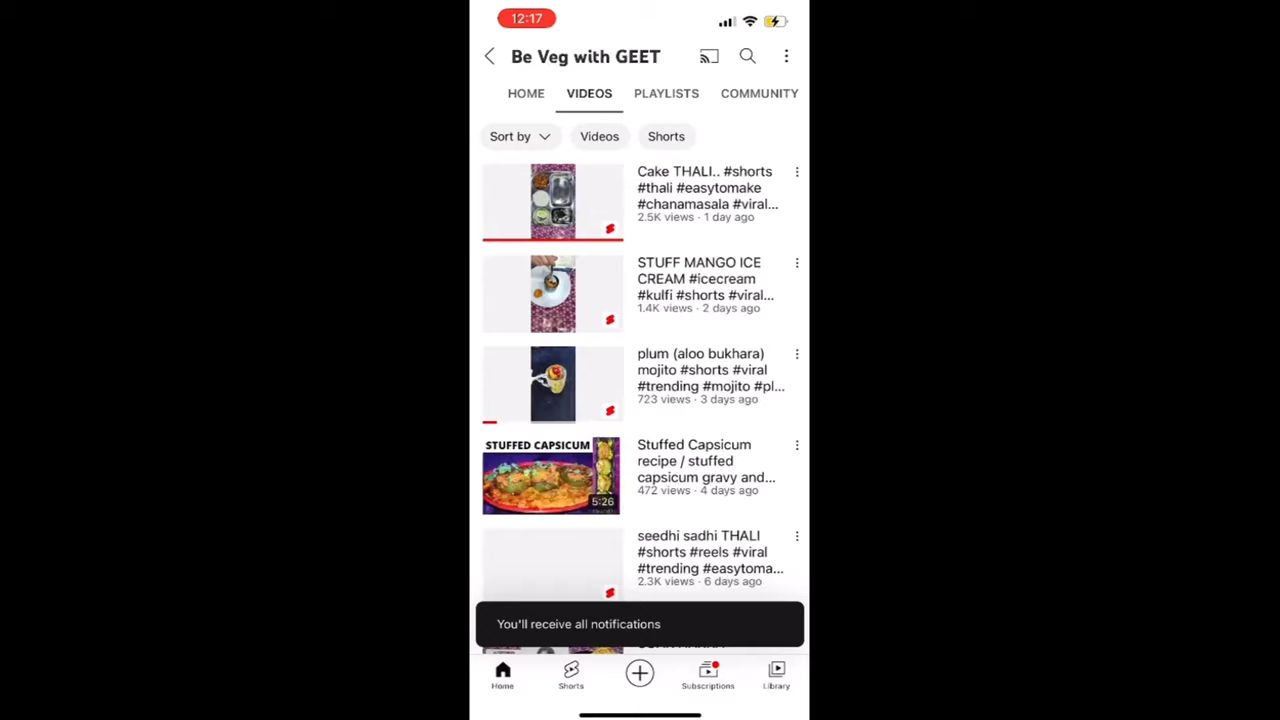 12:17
Be Veg with GEET
HOME VIDEOS PLAYLISTS COMMUNITY
Sort by Videos Shorts
Cake THALI.. #shorts
#thali #easytomake
#chanamasala #viral...
2.5K views · 1 day ago
STUFF MANGO ICE
CREAM #icecream
#kulfi #shorts #viral...
1.4K views · 2 days ago
plum (aloo bukhara)
mojito #shorts #viral
#trending #mojito #pl...
723 views · 3 days ago
STUFFED CAPSICUM
5:26
Stuffed Capsicum
recipe / stuffed
capsicum gravy and...
472 views · 4 days ago
seedhi sadhi THALI
#shorts #reels #viral
#trending #easytoma...
2.3K views · 6 days ago
You'll receive all notifications
Home Shorts Subscriptions Library